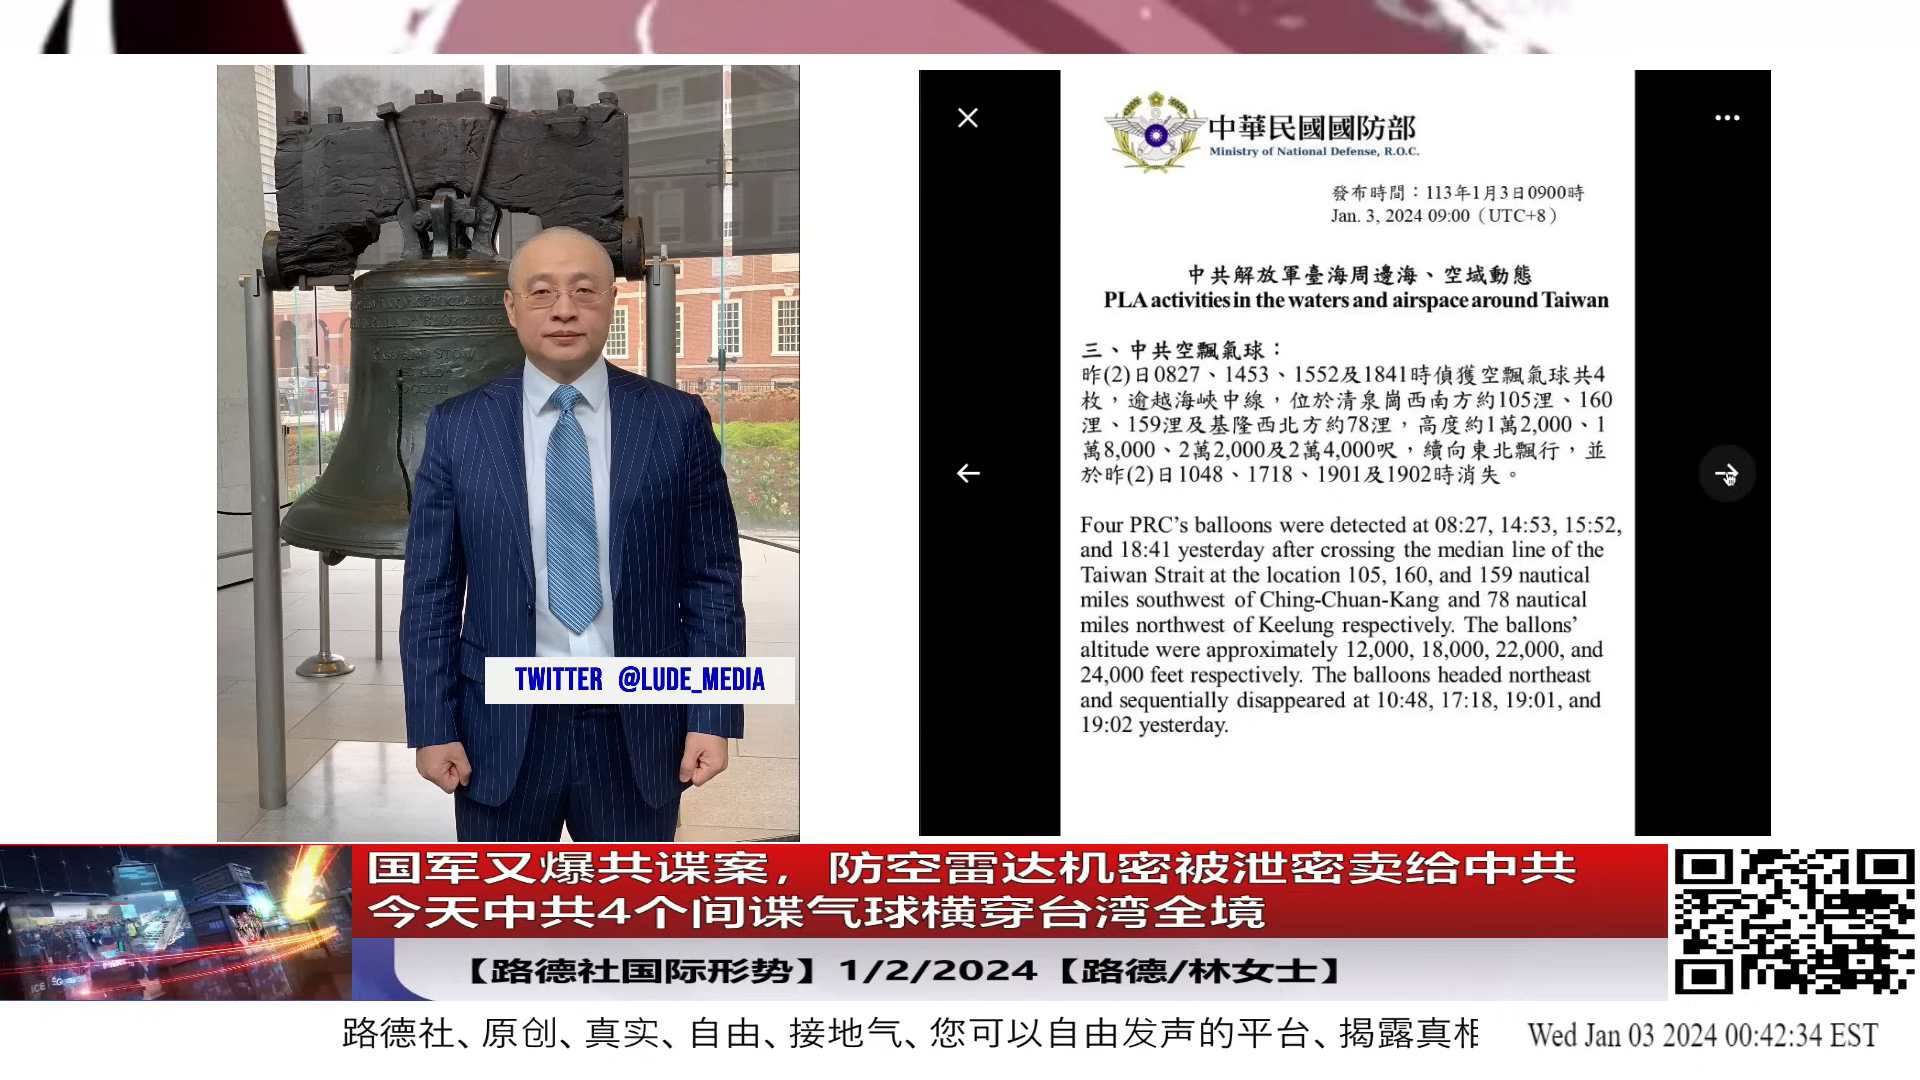 TWITTER @LUDE_MEDIA
中華民國國防部
Ministry of National Defense, R.O.C.
發布時間：113年1月3日0900時
Jan. 3, 2024 09:00（UTC+8）
中共解放軍臺海周邊海、空域動態
PLA activities in the waters and airspace around Taiwan
三、中共空飄氣球：
昨(2)日0827、1453、1552及1841時偵獲空飄氣球共4
枚，逾越海峽中線，位於清泉崗西南方約105浬、160
浬、159浬及基隆西北方約78浬，高度約1萬2,000、1
萬8,000、2萬2,000及2萬4,000呎，續向東北飄行，並
於昨(2)日1048、1718、1901及1902時消失。
Four PRC’s balloons were detected at 08:27, 14:53, 15:52,
and 18:41 yesterday after crossing the median line of the
Taiwan Strait at the location 105, 160, and 159 nautical
miles southwest of Ching-Chuan-Kang and 78 nautical
miles northwest of Keelung respectively. The ballons’
altitude were approximately 12,000, 18,000, 22,000, and
24,000 feet respectively. The balloons headed northeast
and sequentially disappeared at 10:48, 17:18, 19:01, and
19:02 yesterday.
国军又爆共谍案，防空雷达机密被泄密卖给中共
今天中共4个间谍气球横穿台湾全境
【路德社国际形势】1/2/2024【路德/林女士】
路德社、原创、真实、自由、接地气、您可以自由发声的平台、揭露真相
Wed Jan 03 2024 00:42:34 EST